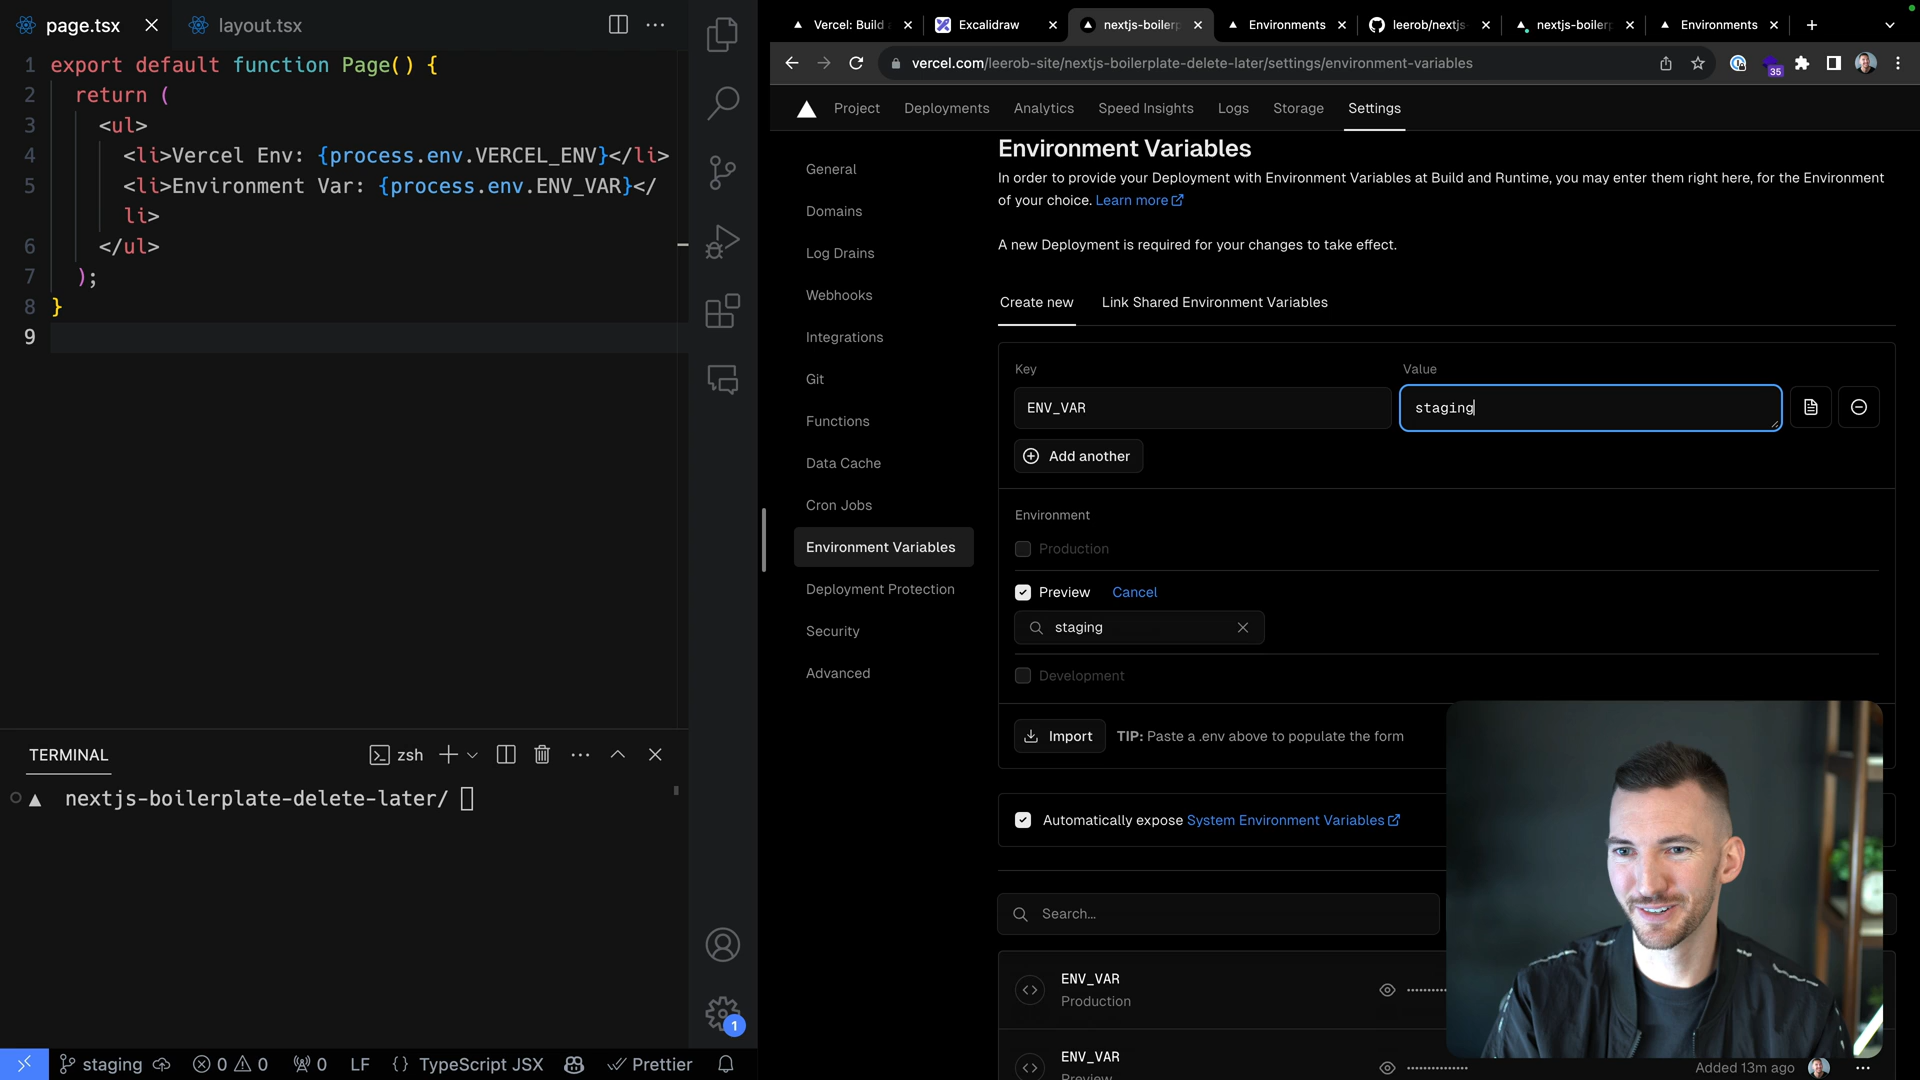 page.tsx
layout.tsx
1 export default function Page() {
2 return (
3 <ul>
4 <li>Vercel Env: {process.env.VERCEL_ENV}</li>
5 <li>Environment Var: {process.env.ENV_VAR}</
li>
6 </ul>
7 );
8 }
9
TERMINAL
zsh
nextjs-boilerplate-delete-later/
1
staging
0 0
0
LF
{} TypeScript JSX
Prettier
Vercel: Build
Excalidraw
nextjs-boilerp
Environments
leerob/nextjs
nextjs-boilerp
Environments
vercel.com/leerob-site/nextjs-boilerplate-delete-later/settings/environment-variables
35
Project
Deployments
Analytics
Speed Insights
Logs
Storage
Settings
General
Domains
Log Drains
Webhooks
Integrations
Git
Functions
Data Cache
Cron Jobs
Environment Variables
Deployment Protection
Security
Advanced
Environment Variables
In order to provide your Deployment with Environment Variables at Build and Runtime, you may enter them right here, for the Environment
of your choice. Learn more
A new Deployment is required for your changes to take effect.
Create new
Link Shared Environment Variables
Key
Value
ENV_VAR
staging
Add another
Environment
Production
Preview
Cancel
staging
Development
Import
TIP: Paste a .env above to populate the form
Automatically expose System Environment Variables
Search...
ENV_VAR
Production
ENV_VAR
Preview
Added 13m ago